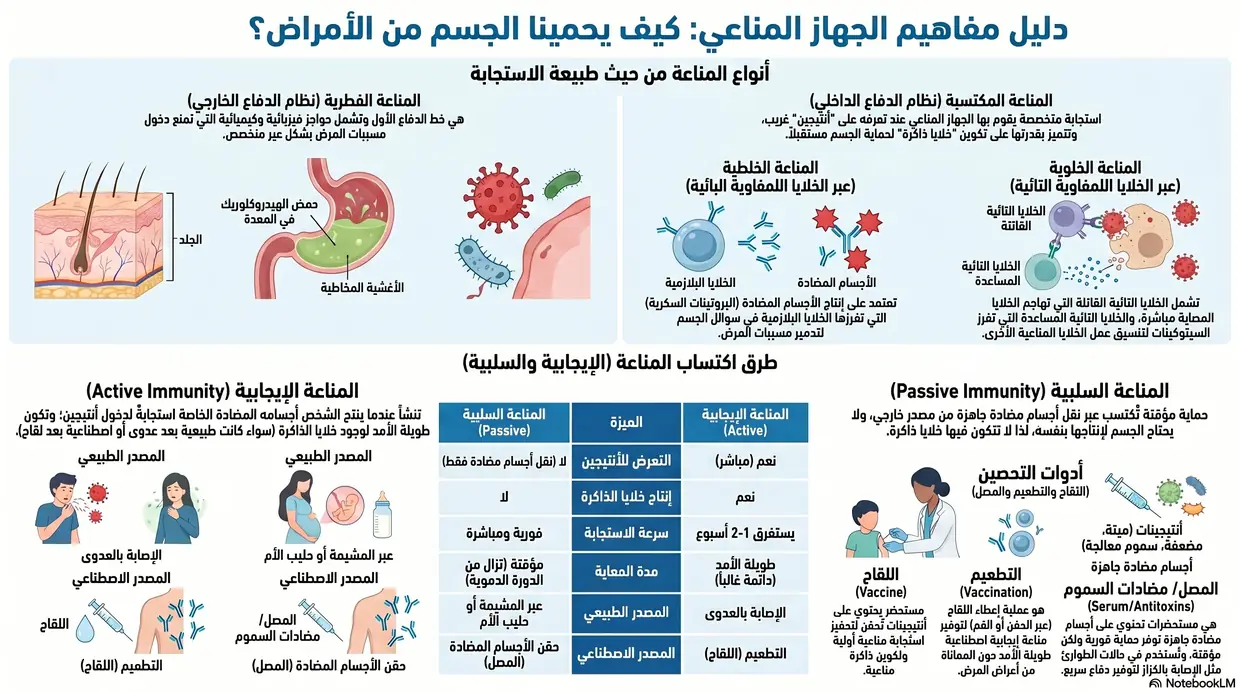 دليل مفاهيم الجهاز المناعي: كيف يحمينا الجسم من الأمراض؟
أنواع المناعة من حيث طبيعة الاستجابة
المناعة المكتسبة (نظام الدفاع الداخلي)
استجابة متخصصة يقوم بها الجهاز المناعي عند تعرفه على "أنتيجين" غريب،
وتتميز بقدرتها على تكوين "خلايا ذاكرة" لحماية الجسم مستقبلاً.
المناعة الخلوية
(عبر الخلايا اللمفاوية التائية)
الخلايا التائية
القاتلة
الخلايا التائية
المساعدة
تشمل الخلايا التائية القاتلة التي تهاجم الخلايا
المصابة مباشرة، والخلايا التائية المساعدة التي تفرز
السيتوكينات لتنسيق عمل الخلايا المناعية الأخرى.
المناعة الخلطية
(عبر الخلايا اللمفاوية البائية)
الأجسام المضادة
الخلايا البلازمية
تعتمد على إنتاج الأجسام المضادة (البروتينات السكرية)
التي تفرزها الخلايا البلازمية في سوائل الجسم
لتدمير مسببات المرض.
المناعة الفطرية (نظام الدفاع الخارجي)
هي خط الدفاع الأول وتشمل حواجز فيزيائية وكيميائية التي تمنع دخول
مسببات المرض بشكل عير منخصص.
حمض الهيدروكلوريك
في المعدة
الأغشية المخاطية
الجلد
طرق اكتساب المناعة (الإيجابية والسلبية)
المناعة السلبية (Passive Immunity)
حماية مؤقتة تُكتسب عبر نقل أجسام مضادة جاهزة من مصدر خارجي، ولا
يحتاج الجسم لإنتاجها بنفسة، لذا لا تتكون فيها خلايا ذاكرة.
أدوات التحصين
(اللقاح والتطعيم والمصل)
أنتيجينات (ميتة،
مضعفة، سموم معالجة)
أجسام مضادة جاهزة
المصل/ مضادات السموم
(Serum/Antitoxins)
هي مستحضرات تحتوي على أجسام
مضادة جاهزة توفر حماية فورية ولكن
مؤقتة. وتُستخدم في حالات الطوارئ
مثل الإصابة بالكزاز لتوفير دفاع سريع.
التطعيم
(Vaccination)
هو عملية إعطاء اللقاح
(عبر الحقن أو الفم) لتوفير
مناعة إيجابية اصطناعية
طويلة الأمد دون المماناة
من أعراض المرض.
اللقاح
(Vaccine)
مستحضر يحتوي على
أنتيجينات تُحقن لتحفيز
استجابة مناعية أولية
ولكوين ذاكرة
مناعية.
المناعة الإيجابية (Active) | الميزة | المناعة السلبية (Passive)
نعم (مباشر) | التعرض للأنتيجين | لا (نقل أجسام مضادة فقط)
نعم | إنتاج خلايا الذاكرة | لا
يستغرق 1-2 أسبوع | سرعة الاستجابة | فورية ومباشرة
طويلة الأمد (دائمة غالباً) | مدة المعاية | مؤقتة (تزال من الدورة الدموية)
الإصابة بالعدوى | المصدر الطبيعي | عبر المشيمة أو حليب الأم
التطعيم (اللقاح) | المصدر الاصطناعي | حقن الأجسام المضادة (المصل)
المناعة الإيجابية (Active Immunity)
تنشأ عندما ينتج الشخص أجسامه المضادة الخاصة استجابةً لدخول أنتيجين؛ وتكون
طويلة الأمد لوجود خلايا الذاكرة (سواء كانت طبيعية بعد عدوى أو اصطناعية بعد لقاح).
المصدر الطبيعي
عبر المشيمة أو حليب الأم
المصدر الاصطناعي
المصل/
مضادات السموم
حقن الأجسام المضادة (المصل)
المصدر الطبيعي
الإصابة بالعدوى
المصدر الاصطناعي
اللقاح
التطعيم (اللقاح)
NotebookLM